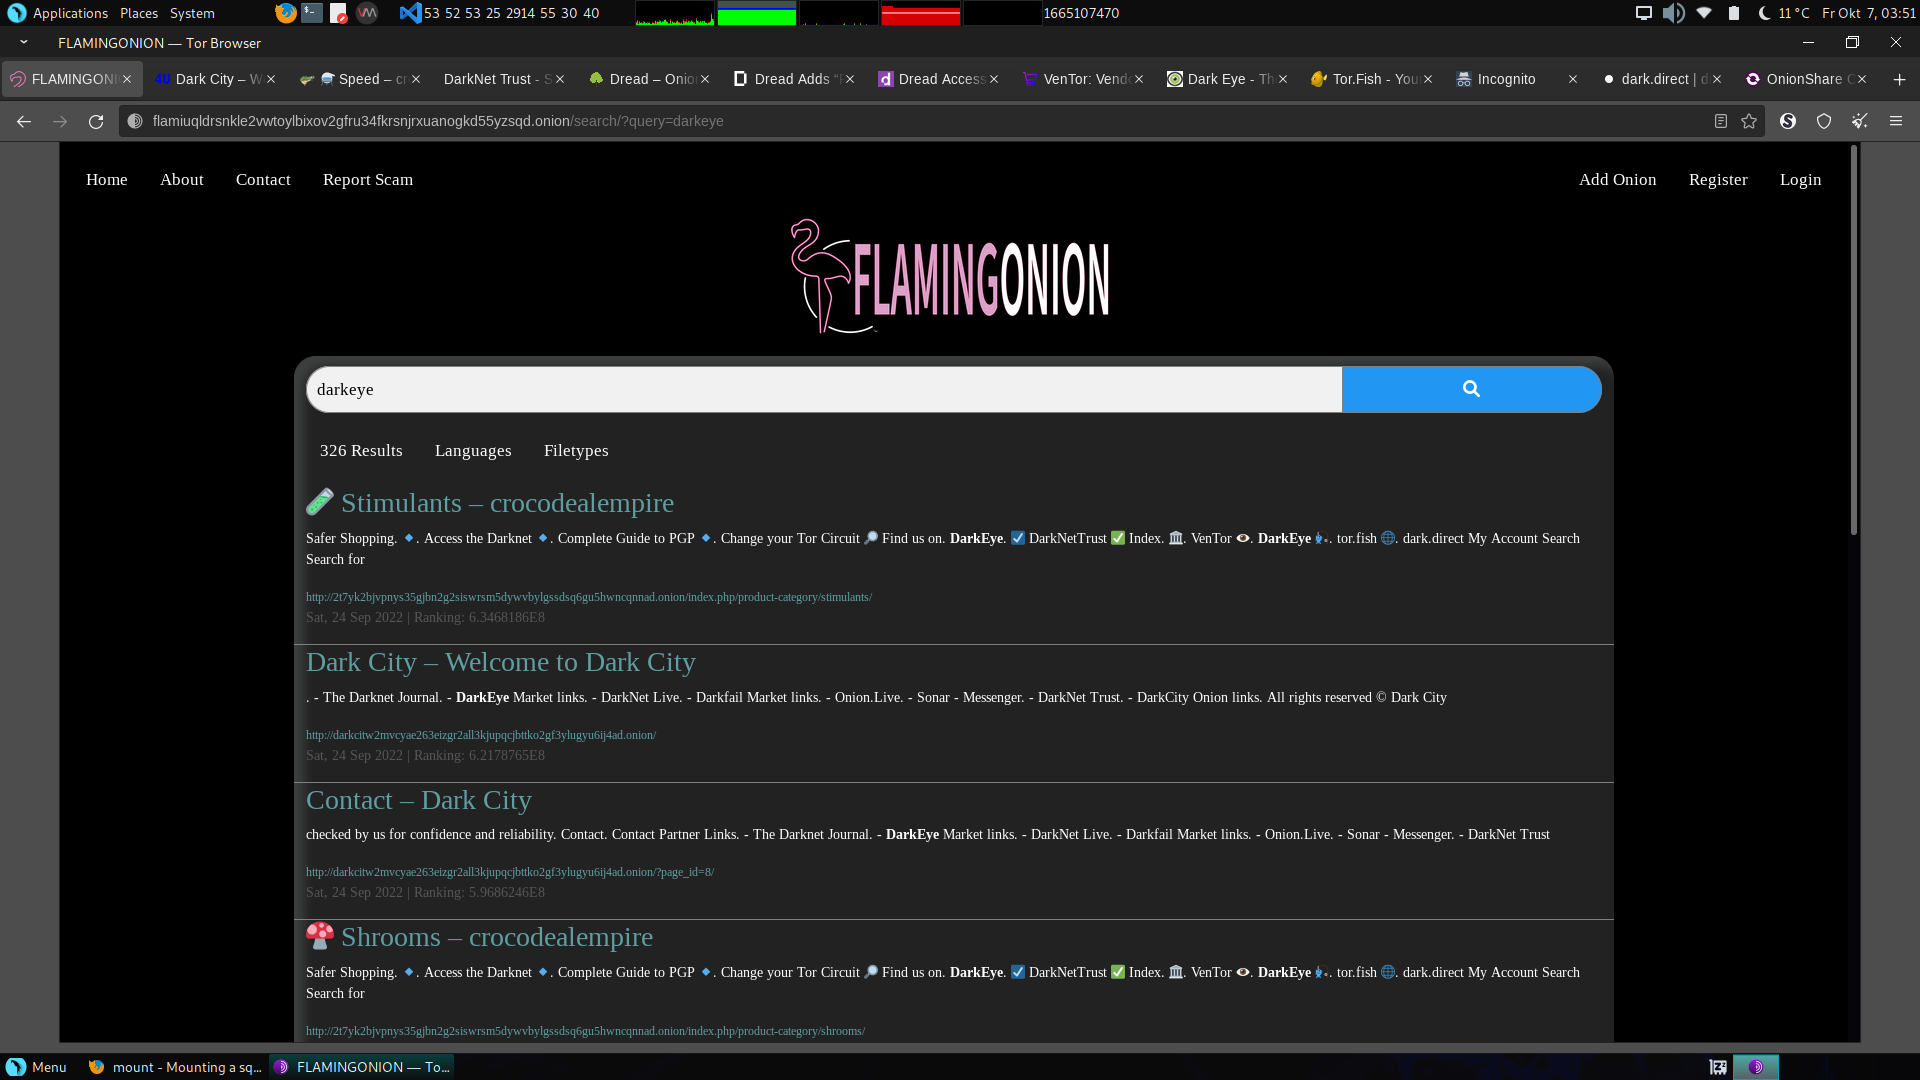 Applications Places System 53 52 53 25 2914 55 30 40 1665107470 11 °C Fr Okt 7, 03:51
FLAMINGONION — Tor Browser
FLAMINGONI Dark City – W Speed – cr DarkNet Trust - S Dread – Onion Dread Adds “ Dread Access VenTor: Vendo Dark Eye - Th Tor.Fish - You Incognito dark.direct | d OnionShare C
flamiuqldrsnkle2vwtoylbixov2gfru34fkrsnjrxuanogkd55yzsqd.onion/search/?query=darkeye
Home About Contact Report Scam Add Onion Register Login
FLAMINGONION
darkeye
326 Results Languages Filetypes
Stimulants – crocodealempire
Safer Shopping. 🔹. Access the Darknet 🔹. Complete Guide to PGP 🔹. Change your Tor Circuit 🔎 Find us on. DarkEye. ☑ DarkNetTrust ✅ Index. 🏛. VenTor 👁. DarkEye . tor.fish 🌐. dark.direct My Account Search
Search for
http://2t7yk2bjvpnys35gjbn2g2siswrsm5dywvbylgssdsq6gu5hwncqnnad.onion/index.php/product-category/stimulants/
Sat, 24 Sep 2022 | Ranking: 6.3468186E8
Dark City – Welcome to Dark City
. - The Darknet Journal. - DarkEye Market links. - DarkNet Live. - Darkfail Market links. - Onion.Live. - Sonar - Messenger. - DarkNet Trust. - DarkCity Onion links. All rights reserved © Dark City
http://darkcitw2mvcyae263eizgr2all3kjupqcjbttko2gf3ylugyu6ij4ad.onion/
Sat, 24 Sep 2022 | Ranking: 6.2178765E8
Contact – Dark City
checked by us for confidence and reliability. Contact. Contact Partner Links. - The Darknet Journal. - DarkEye Market links. - DarkNet Live. - Darkfail Market links. - Onion.Live. - Sonar - Messenger. - DarkNet Trust
http://darkcitw2mvcyae263eizgr2all3kjupqcjbttko2gf3ylugyu6ij4ad.onion/?page_id=8/
Sat, 24 Sep 2022 | Ranking: 5.9686246E8
Shrooms – crocodealempire
Safer Shopping. 🔹. Access the Darknet 🔹. Complete Guide to PGP 🔹. Change your Tor Circuit 🔎 Find us on. DarkEye. ☑ DarkNetTrust ✅ Index. 🏛. VenTor 👁. DarkEye . tor.fish 🌐. dark.direct My Account Search
Search for
http://2t7yk2bjvpnys35gjbn2g2siswrsm5dywvbylgssdsq6gu5hwncqnnad.onion/index.php/product-category/shrooms/
Menu mount - Mounting a sq... FLAMINGONION — To...